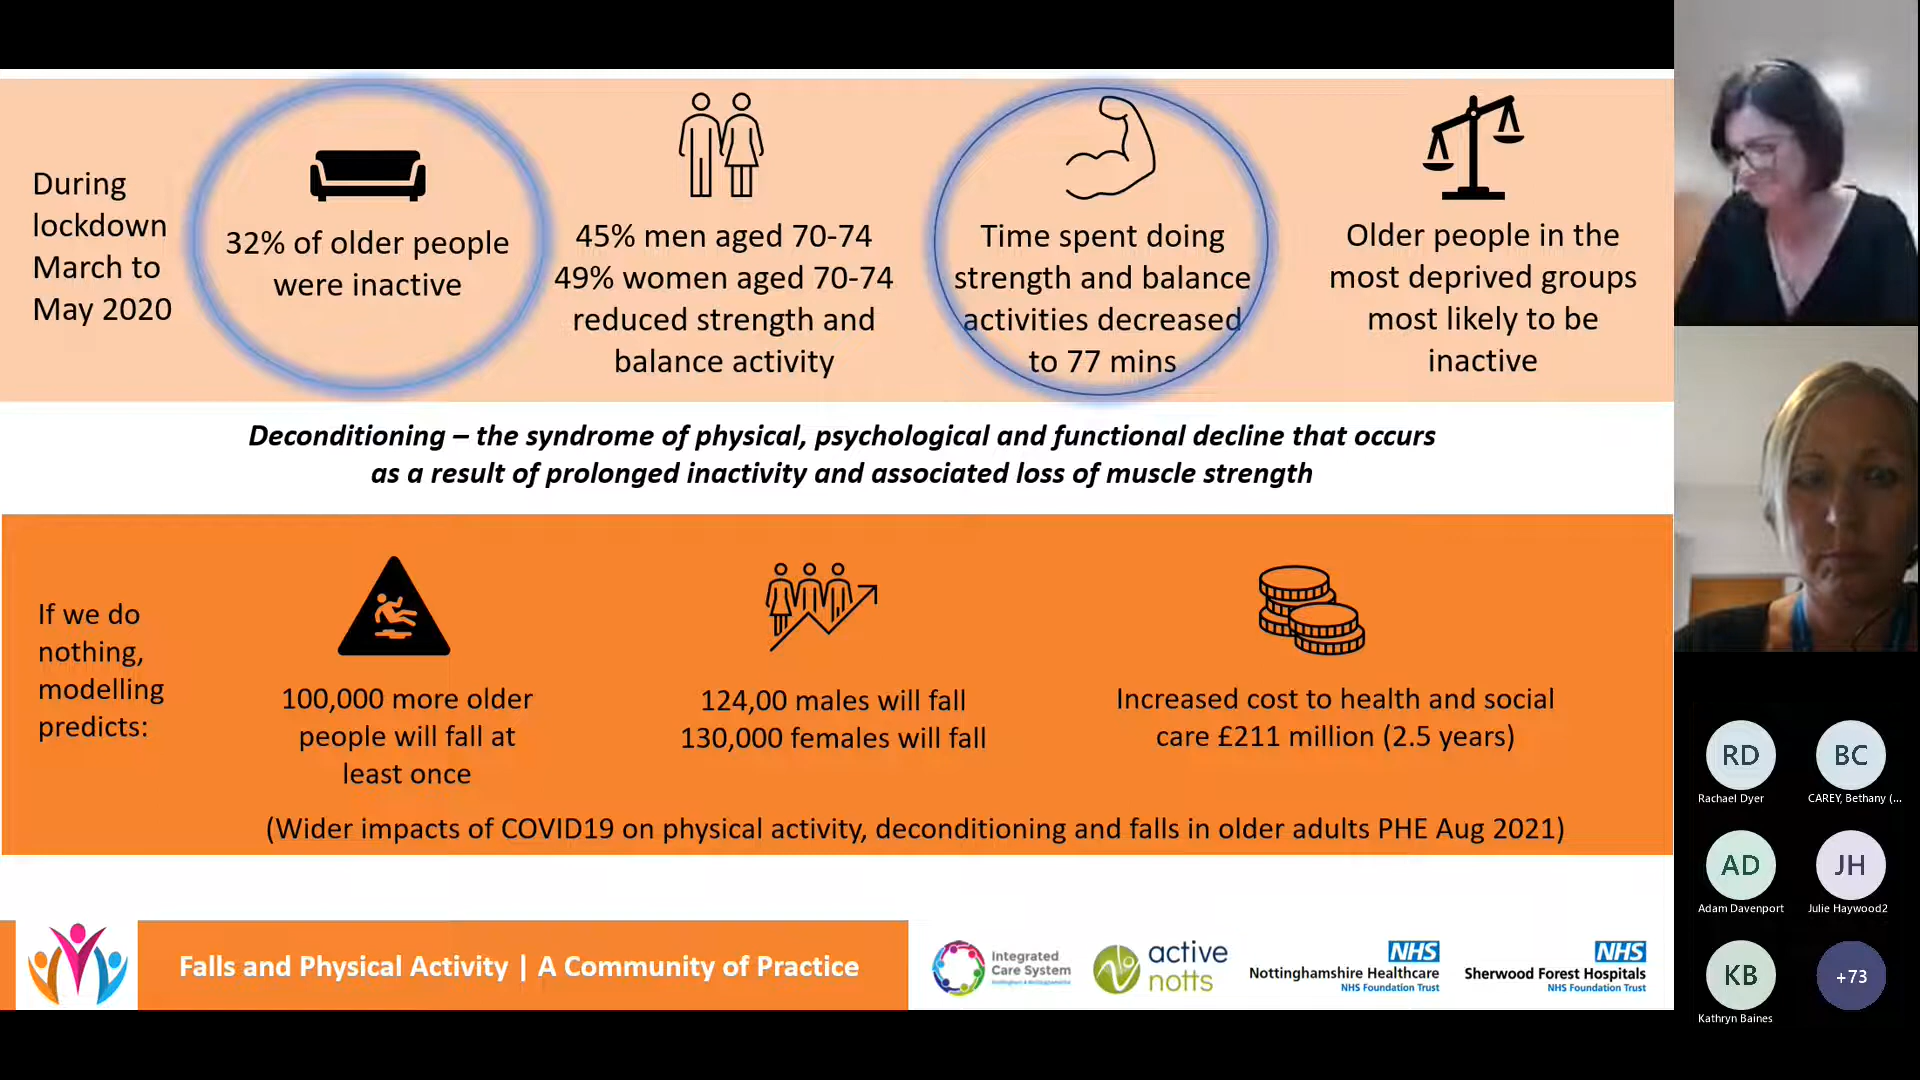 During
lockdown
March to
May 2020
32% of older people
were inactive
45% men aged 70-74
49% women aged 70-74
reduced strength and
balance activity
Time spent doing
strength and balance
activities decreased
to 77 mins
Older people in the
most deprived groups
most likely to be
inactive
Deconditioning – the syndrome of physical, psychological and functional decline that occurs
as a result of prolonged inactivity and associated loss of muscle strength
If we do
nothing,
modelling
predicts:
100,000 more older
people will fall at
least once
124,00 males will fall
130,000 females will fall
Increased cost to health and social
care £211 million (2.5 years)
(Wider impacts of COVID19 on physical activity, deconditioning and falls in older adults PHE Aug 2021)
Falls and Physical Activity | A Community of Practice
Integrated
Care System
active
notts
NHS
Nottinghamshire Healthcare
NHS Foundation Trust
NHS
Sherwood Forest Hospitals
NHS Foundation Trust
RD
Rachael Dyer
BC
CAREY, Bethany (...
AD
Adam Davenport
JH
Julie Haywood2
KB
Kathryn Baines
+73